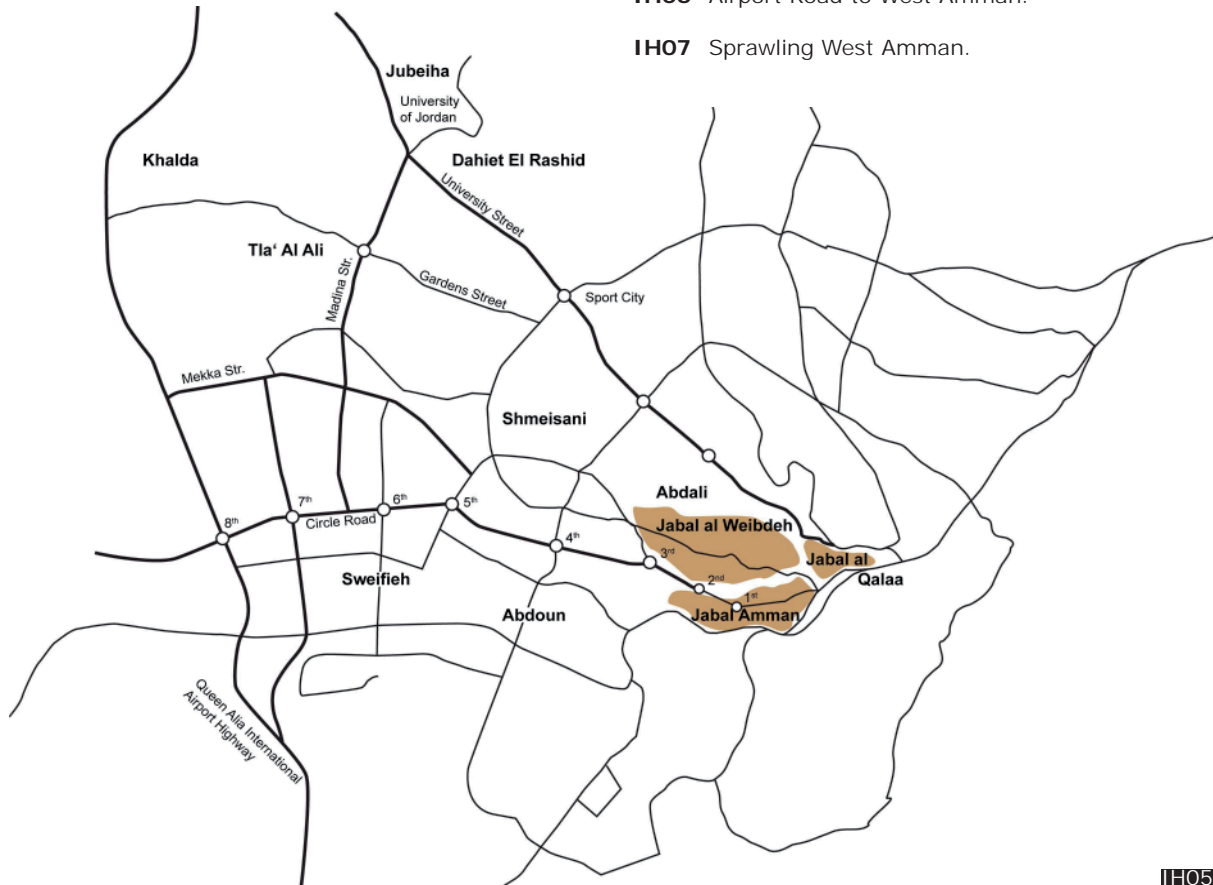 IH07 Sprawling West Amman.
Jubeiha
University
of Jordan
Khalda
Dahiet El Rashid
University Street
Tla‘ Al Ali
Madina Str.
Gardens Street
Sport City
Mekka Str.
Shmeisani
Abdali
8th
7th
Circle Road
6th
5th
4th
3rd
2nd
1st
Jabal al Weibdeh
Jabal al
Qalaa
Sweifieh
Abdoun
Jabal Amman
Queen Alia International
Airport Highway
IH05